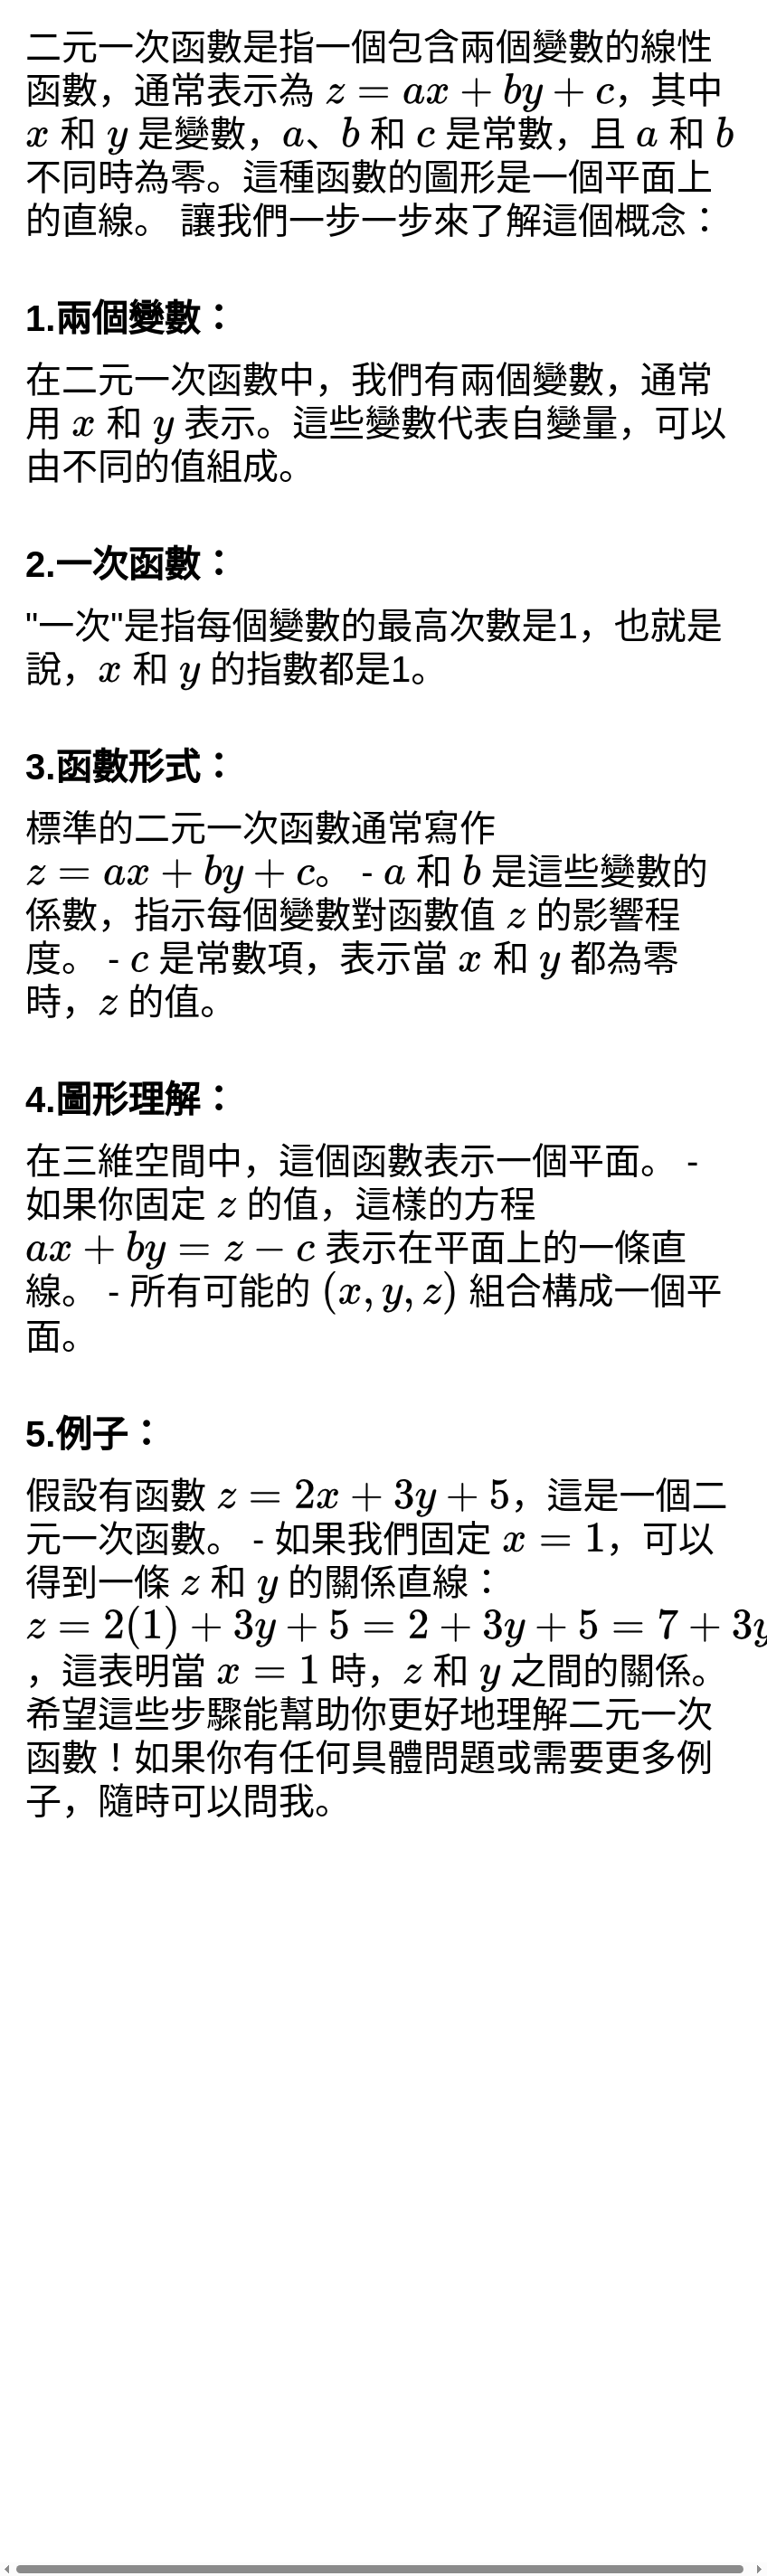 二元一次函數是指一個包含兩個變數的線性
函數，通常表示為 z = ax + by + c，其中
x 和 y 是變數，a、b 和 c 是常數，且 a 和 b
不同時為零。這種函數的圖形是一個平面上
的直線。 讓我們一步一步來了解這個概念：
1.兩個變數：
在二元一次函數中，我們有兩個變數，通常
用 x 和 y 表示。這些變數代表自變量，可以
由不同的值組成。
2.一次函數：
"一次"是指每個變數的最高次數是1，也就是
說，x 和 y 的指數都是1。
3.函數形式：
標準的二元一次函數通常寫作
z = ax + by + c。 - a 和 b 是這些變數的
係數，指示每個變數對函數值 z 的影響程
度。 - c 是常數項，表示當 x 和 y 都為零
時，z 的值。
4.圖形理解：
在三維空間中，這個函數表示一個平面。 -
如果你固定 z 的值，這樣的方程
ax + by = z − c 表示在平面上的一條直
線。 - 所有可能的 (x, y, z) 組合構成一個平
面。
5.例子：
假設有函數 z = 2x + 3y + 5，這是一個二
元一次函數。 - 如果我們固定 x = 1，可以
得到一條 z 和 y 的關係直線：
z = 2(1) + 3y + 5 = 2 + 3y + 5 = 7 + 3y
，這表明當 x = 1 時，z 和 y 之間的關係。
希望這些步驟能幫助你更好地理解二元一次
函數！如果你有任何具體問題或需要更多例
子，隨時可以問我。